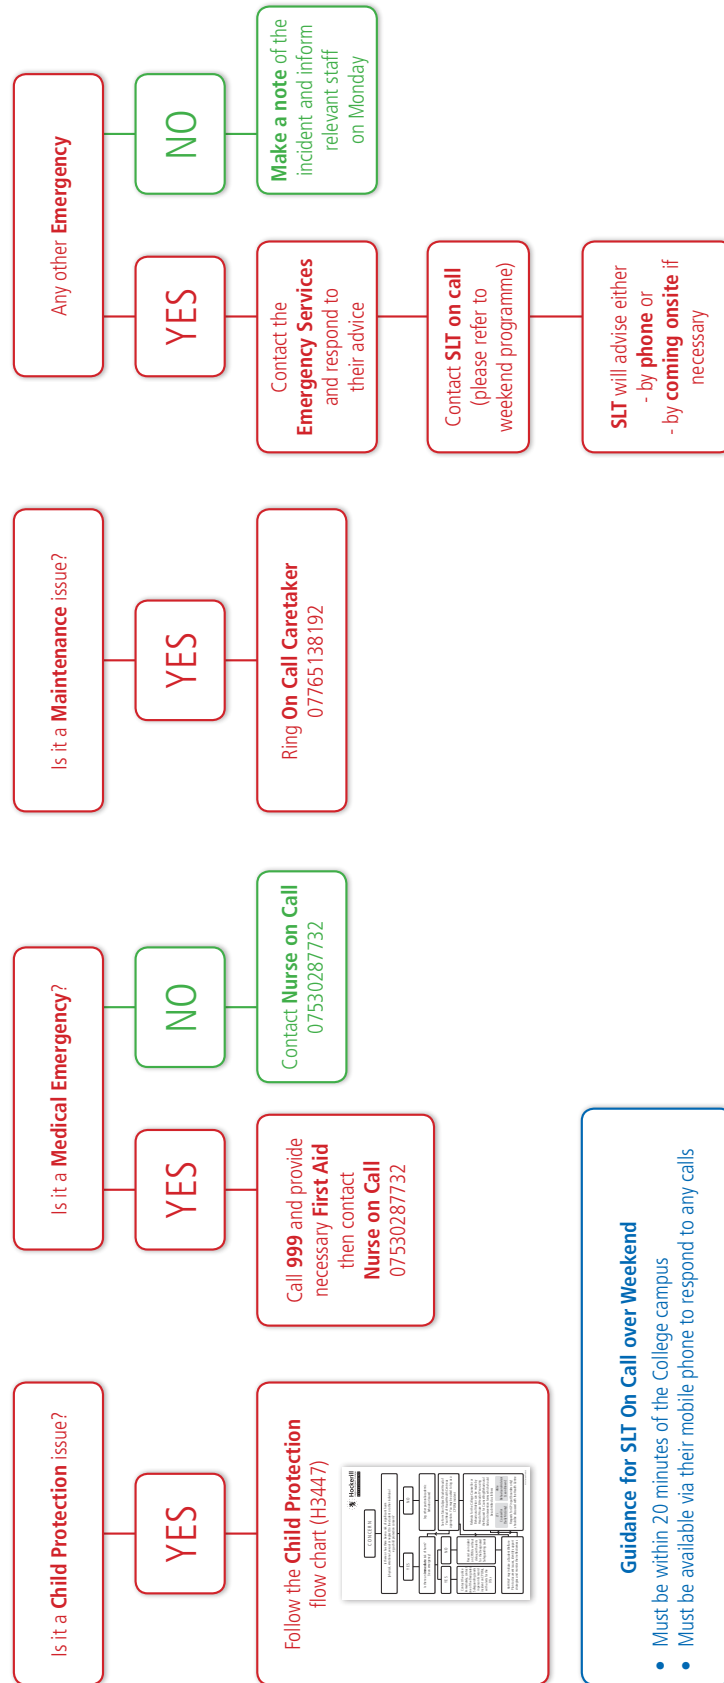 Is it a Child Protection issue?
YES
Follow the Child Protection
flow chart (H3447)
Hockerill
CONCERN
YES
NO
YES
NO
Is it a Medical Emergency?
YES
Call 999 and provide
necessary First Aid
then contact
Nurse on Call
07530287732
NO
Contact Nurse on Call
07530287732
Is it a Maintenance issue?
YES
Ring On Call Caretaker
07765138192
Any other Emergency
YES
Contact the
Emergency Services
and respond to
their advice
Contact SLT on call
(please refer to
weekend programme)
SLT will advise either
- by phone or
- by coming onsite if
necessary
NO
Make a note of the
incident and inform
relevant staff
on Monday
Guidance for SLT On Call over Weekend
• Must be within 20 minutes of the College campus
• Must be available via their mobile phone to respond to any calls